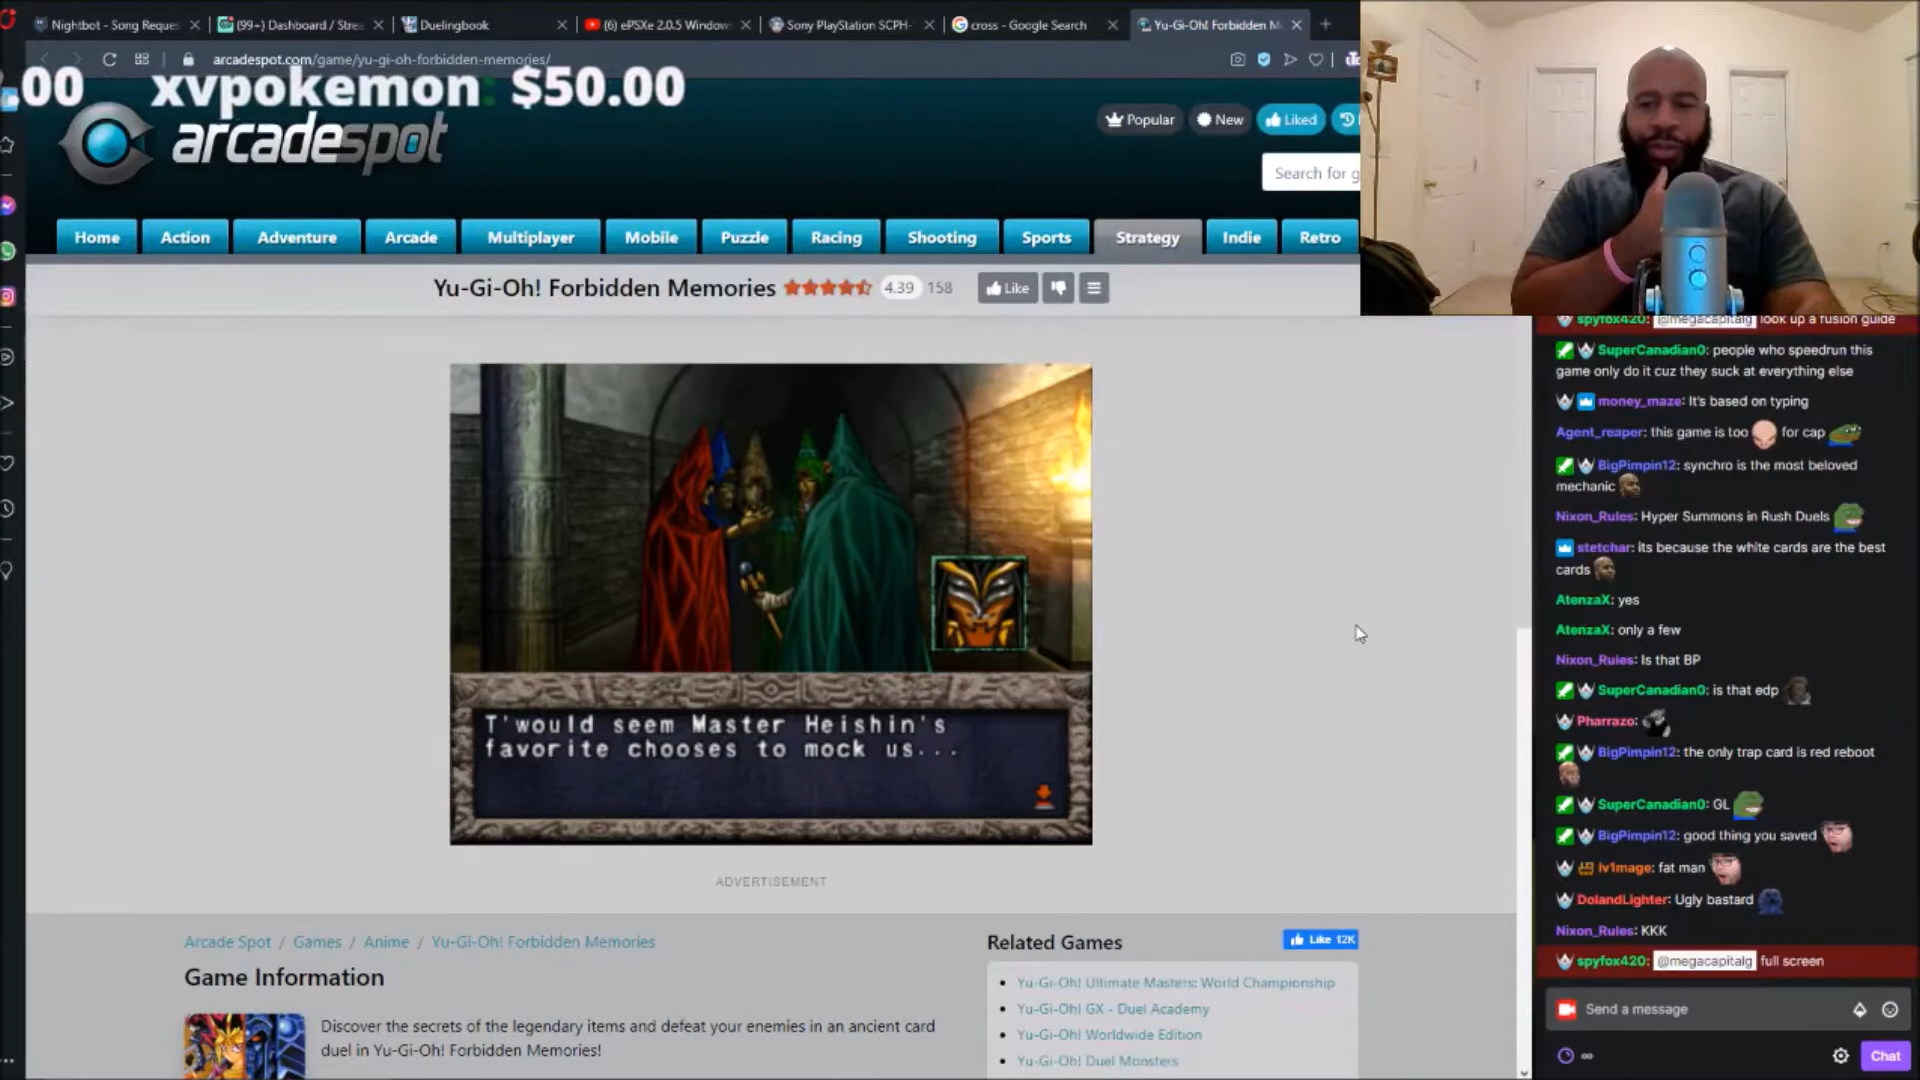 Nightbot - Song Reques
(99+) Dashboard / Stre
Duelingbook
(6) ePSXe 2.0.5 Window
Sony PlayStation SCPH-
cross - Google Search
Yu-Gi-Oh! Forbidden M
arcadespot.com/game/yu-gi-oh-forbidden-memories/
.00 xvpokemon: $50.00
arcadespot
Popular
New
Liked
Search for g
Home
Action
Adventure
Arcade
Multiplayer
Mobile
Puzzle
Racing
Shooting
Sports
Strategy
Indie
Retro
Yu-Gi-Oh! Forbidden Memories
4.39
158
Like
T'would seem Master Heishin's
favorite chooses to mock us...
ADVERTISEMENT
Arcade Spot / Games / Anime / Yu-Gi-Oh! Forbidden Memories
Game Information
Discover the secrets of the legendary items and defeat your enemies in an ancient card
duel in Yu-Gi-Oh! Forbidden Memories!
Related Games
Like 12K
Yu-Gi-Oh! Ultimate Masters: World Championship
Yu-Gi-Oh! GX - Duel Academy
Yu-Gi-Oh! Worldwide Edition
Yu-Gi-Oh! Duel Monsters
spyfox420: @megacapitalg look up a fusion guide
SuperCanadian0: people who speedrun this
game only do it cuz they suck at everything else
money_maze: It's based on typing
Agent_reaper: this game is too for cap
BigPimpin12: synchro is the most beloved
mechanic
Nixon_Rules: Hyper Summons in Rush Duels
stetchar: its because the white cards are the best
cards
AtenzaX: yes
AtenzaX: only a few
Nixon_Rules: Is that BP
SuperCanadian0: is that edp
Pharrazo:
BigPimpin12: the only trap card is red reboot
SuperCanadian0: GL
BigPimpin12: good thing you saved
lv1mage: fat man
DolandLighter: Ugly bastard
Nixon_Rules: KKK
spyfox420: @megacapitalg full screen
Send a message
Chat